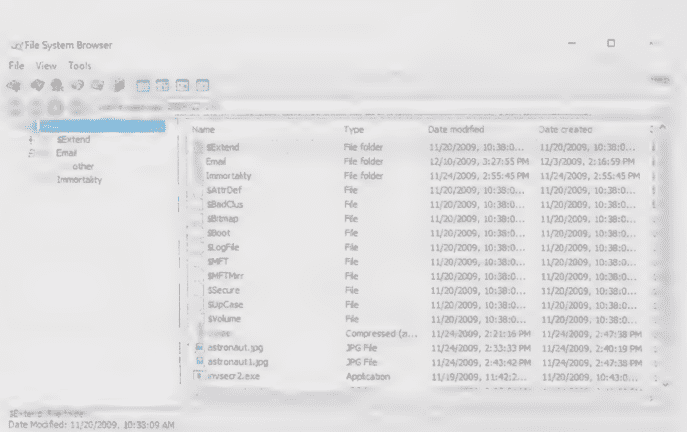 File System Browser
File View Tools
Help
$Extend
Email
other
Immortality
Name Type Date modified Date created
$Extend File folder 11/20/2009, 10:38:0... 11/20/2009, 10:38:0...
Email File folder 12/10/2009, 3:27:55 PM 12/3/2009, 2:16:59 PM
Immortality File folder 11/24/2009, 2:55:45 PM 11/24/2009, 2:55:45 PM
$AttrDef File 11/20/2009, 10:38:0... 11/20/2009, 10:38:0...
$BadClus File 11/20/2009, 10:38:0... 11/20/2009, 10:38:0...
$Bitmap File 11/20/2009, 10:38:0... 11/20/2009, 10:38:0...
$Boot File 11/20/2009, 10:38:0... 11/20/2009, 10:38:0...
$LogFile File 11/20/2009, 10:38:0... 11/20/2009, 10:38:0...
$MFT File 11/20/2009, 10:38:0... 11/20/2009, 10:38:0...
$MFTMirr File 11/20/2009, 10:38:0... 11/20/2009, 10:38:0...
$Secure File 11/20/2009, 10:38:0... 11/20/2009, 10:38:0...
$UpCase File 11/20/2009, 10:38:0... 11/20/2009, 10:38:0...
$Volume File 11/20/2009, 10:38:0... 11/20/2009, 10:38:0...
Compressed (a... 11/24/2009, 2:21:16 PM 11/24/2009, 2:47:38 PM
astronaut.jpg JPG File 11/24/2009, 2:33:33 PM 11/24/2009, 2:40:19 PM
astronaut1.jpg JPG File 11/24/2009, 2:43:42 PM 11/24/2009, 2:47:38 PM
invsecr2.exe Application 11/19/2009, 11:42:2... 11/20/2009, 10:43:0...
$Extend File folder
Date Modified: 11/20/2009, 10:38:09 AM